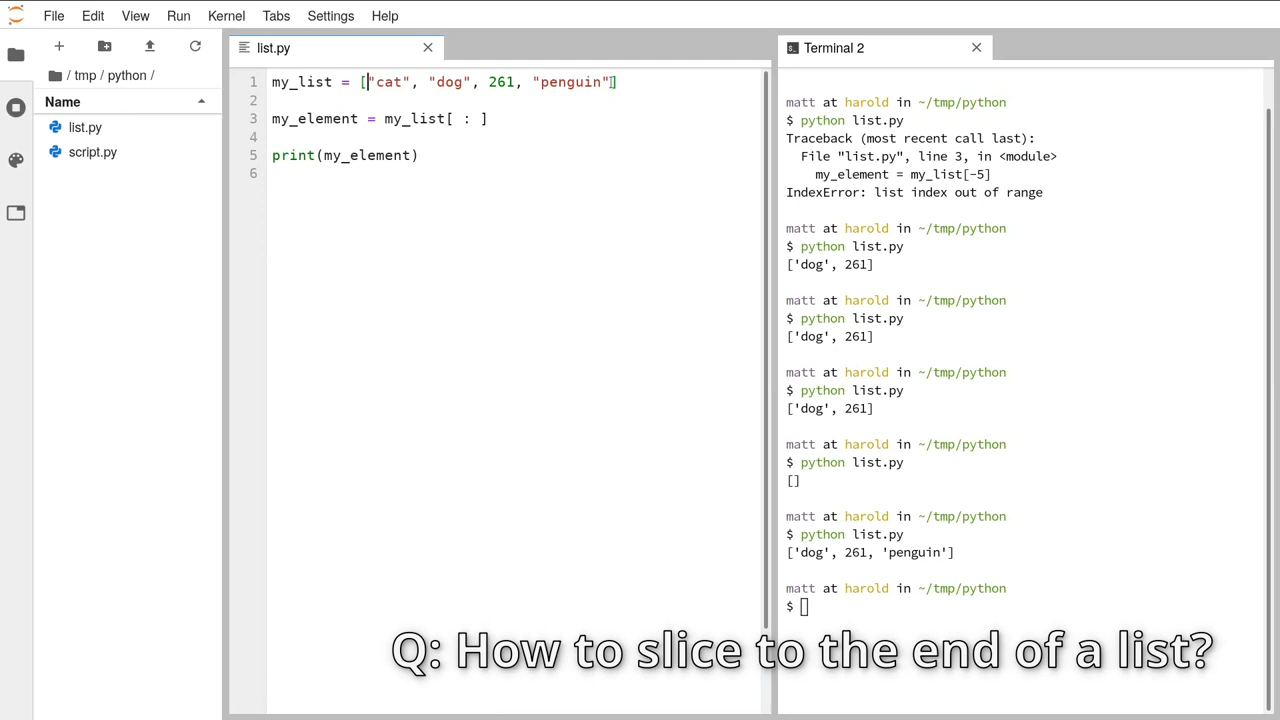 File Edit View Run Kernel Tabs Settings Help
/ tmp / python /
Name
list.py
script.py
list.py
1 my_list = ["cat", "dog", 261, "penguin"]
2
3 my_element = my_list[ : ]
4
5 print(my_element)
6
Terminal 2
matt at harold in ~/tmp/python
$ python list.py
Traceback (most recent call last):
File "list.py", line 3, in <module>
my_element = my_list[-5]
IndexError: list index out of range
matt at harold in ~/tmp/python
$ python list.py
['dog', 261]
matt at harold in ~/tmp/python
$ python list.py
['dog', 261]
matt at harold in ~/tmp/python
$ python list.py
['dog', 261]
matt at harold in ~/tmp/python
$ python list.py
[]
matt at harold in ~/tmp/python
$ python list.py
['dog', 261, 'penguin']
matt at harold in ~/tmp/python
$
Q: How to slice to the end of a list?